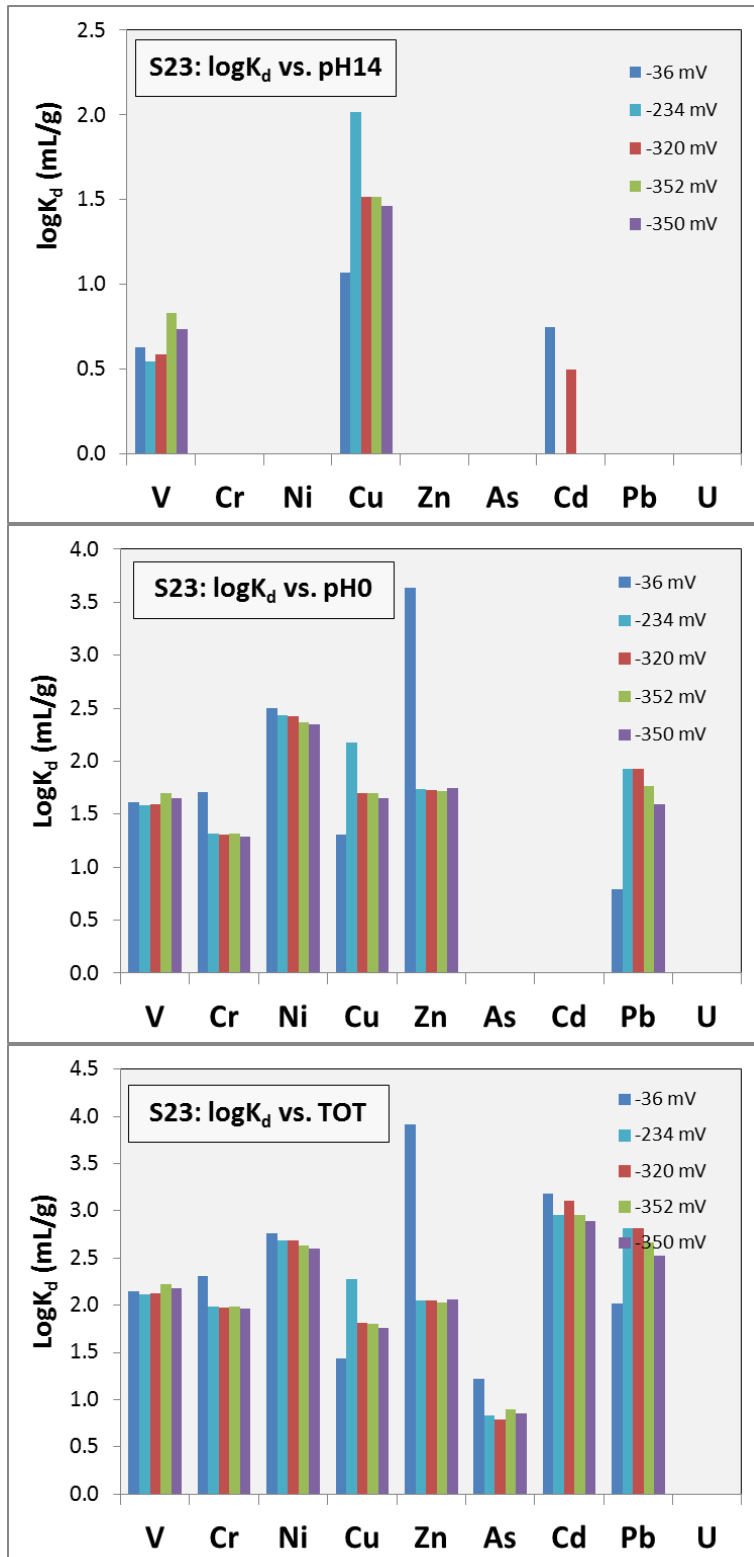 S23: logKd vs. pH14
logKd (mL/g)
2.5
2.0
1.5
1.0
0.5
0.0
-36 mV
-234 mV
-320 mV
-352 mV
-350 mV
V Cr Ni Cu Zn As Cd Pb U
S23: logKd vs. pH0
LogKd (mL/g)
4.0
3.5
3.0
2.5
2.0
1.5
1.0
0.5
0.0
-36 mV
-234 mV
-320 mV
-352 mV
-350 mV
V Cr Ni Cu Zn As Cd Pb U
S23: logKd vs. TOT
LogKd (mL/g)
4.5
4.0
3.5
3.0
2.5
2.0
1.5
1.0
0.5
0.0
-36 mV
-234 mV
-320 mV
-352 mV
-350 mV
V Cr Ni Cu Zn As Cd Pb U